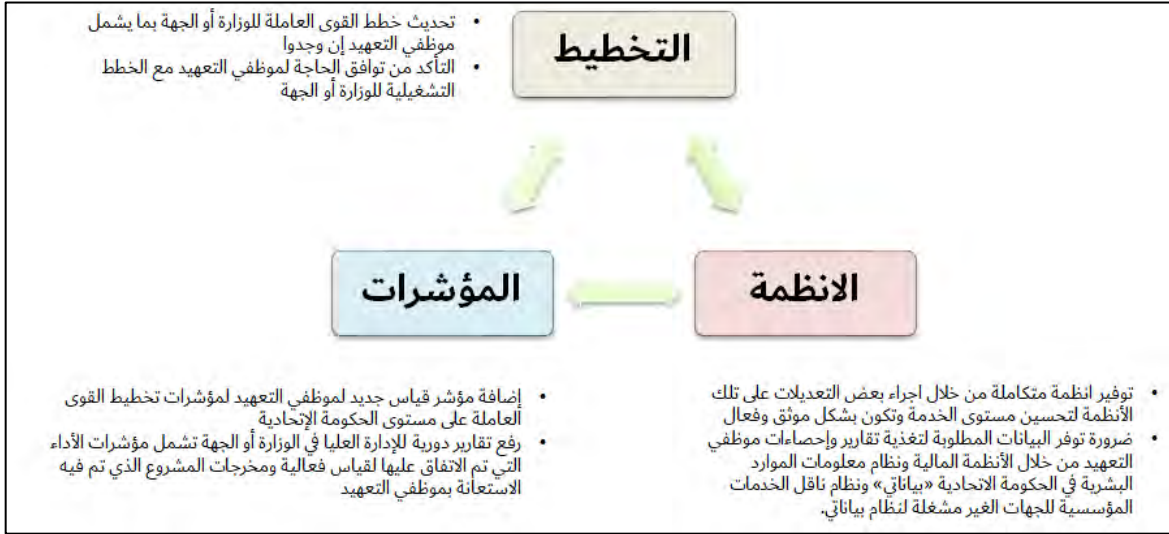 التخطيط
• تحديث خطط القوى العاملة للوزارة أو الجهة بما يشمل
موظفي التعهيد إن وجدوا
• التأكد من توافق الحاجة لموظفي التعهيد مع الخطط
التشغيلية للوزارة أو الجهة
الانظمة
• توفير انظمة متكاملة من خلال اجراء بعض التعديلات على تلك
الأنظمة لتحسين مستوى الخدمة وتكون بشكل موثق وفعال
• ضرورة توفر البيانات المطلوبة لتغذية تقارير وإحصاءات موظفي
التعهيد من خلال الأنظمة المالية ونظام معلومات الموارد
البشرية في الحكومة الاتحادية «بياناتي» ونظام ناقل الخدمات
المؤسسية للجهات الغير مشغلة لنظام بياناتي.
المؤشرات
• إضافة مؤشر قياس جديد لموظفي التعهيد لمؤشرات تخطيط القوى
العاملة على مستوى الحكومة الإتحادية
• رفع تقارير دورية للإدارة العليا في الوزارة أو الجهة تشمل مؤشرات الأداء
التي تم الاتفاق عليها لقياس فعالية ومخرجات المشروع الذي تم فيه
الاستعانة بموظفي التعهيد